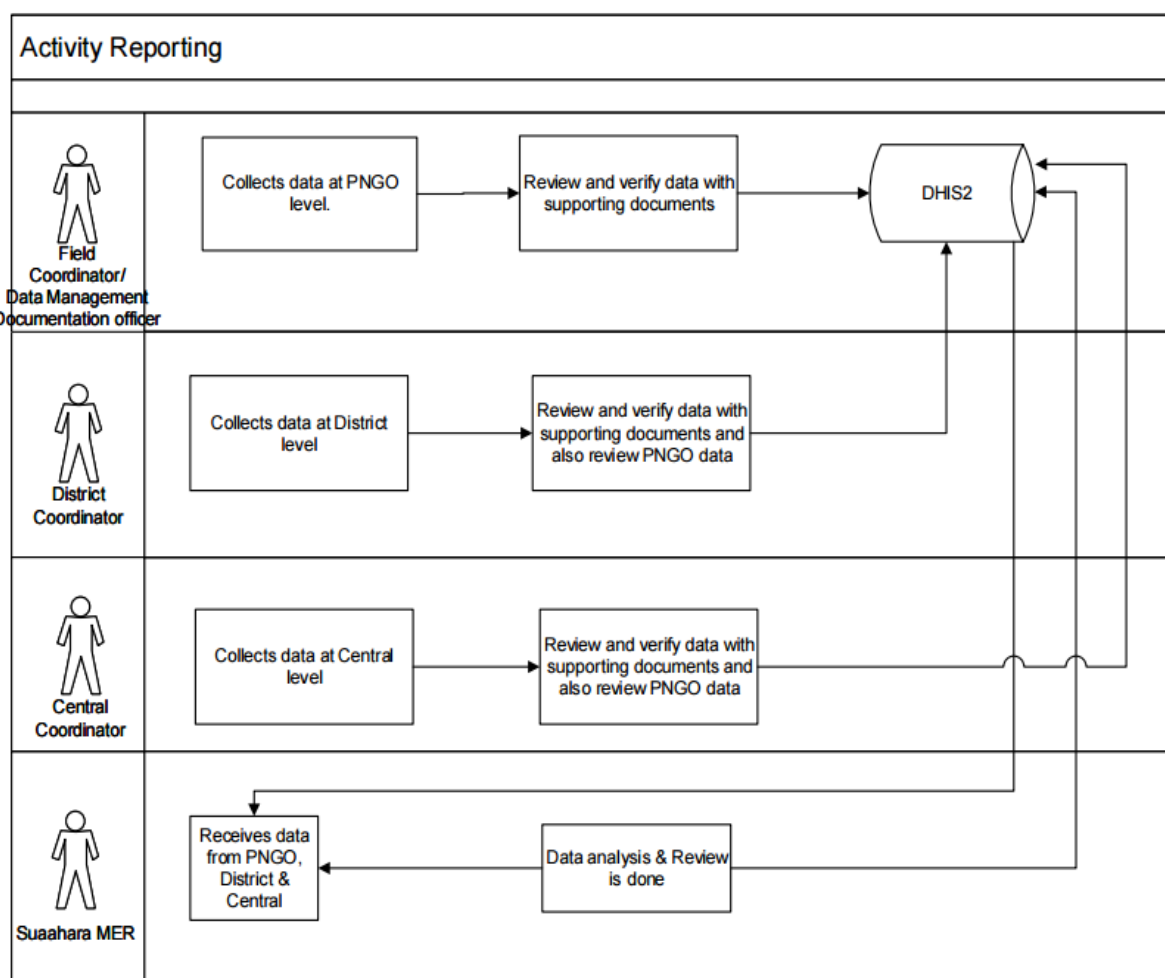 Activity Reporting
Collects data at PNGO
level.
Review and verify data with
supporting documents
DHIS2
Field
Coordinator/
Data Management
Documentation officer
Collects data at District
level
Review and verify data with
supporting documents and
also review PNGO data
District
Coordinator
Collects data at Central
level
Review and verify data with
supporting documents and
also review PNGO data
Central
Coordinator
Receives data
from PNGO,
District &
Central
Data analysis & Review
is done
Suaahara MER